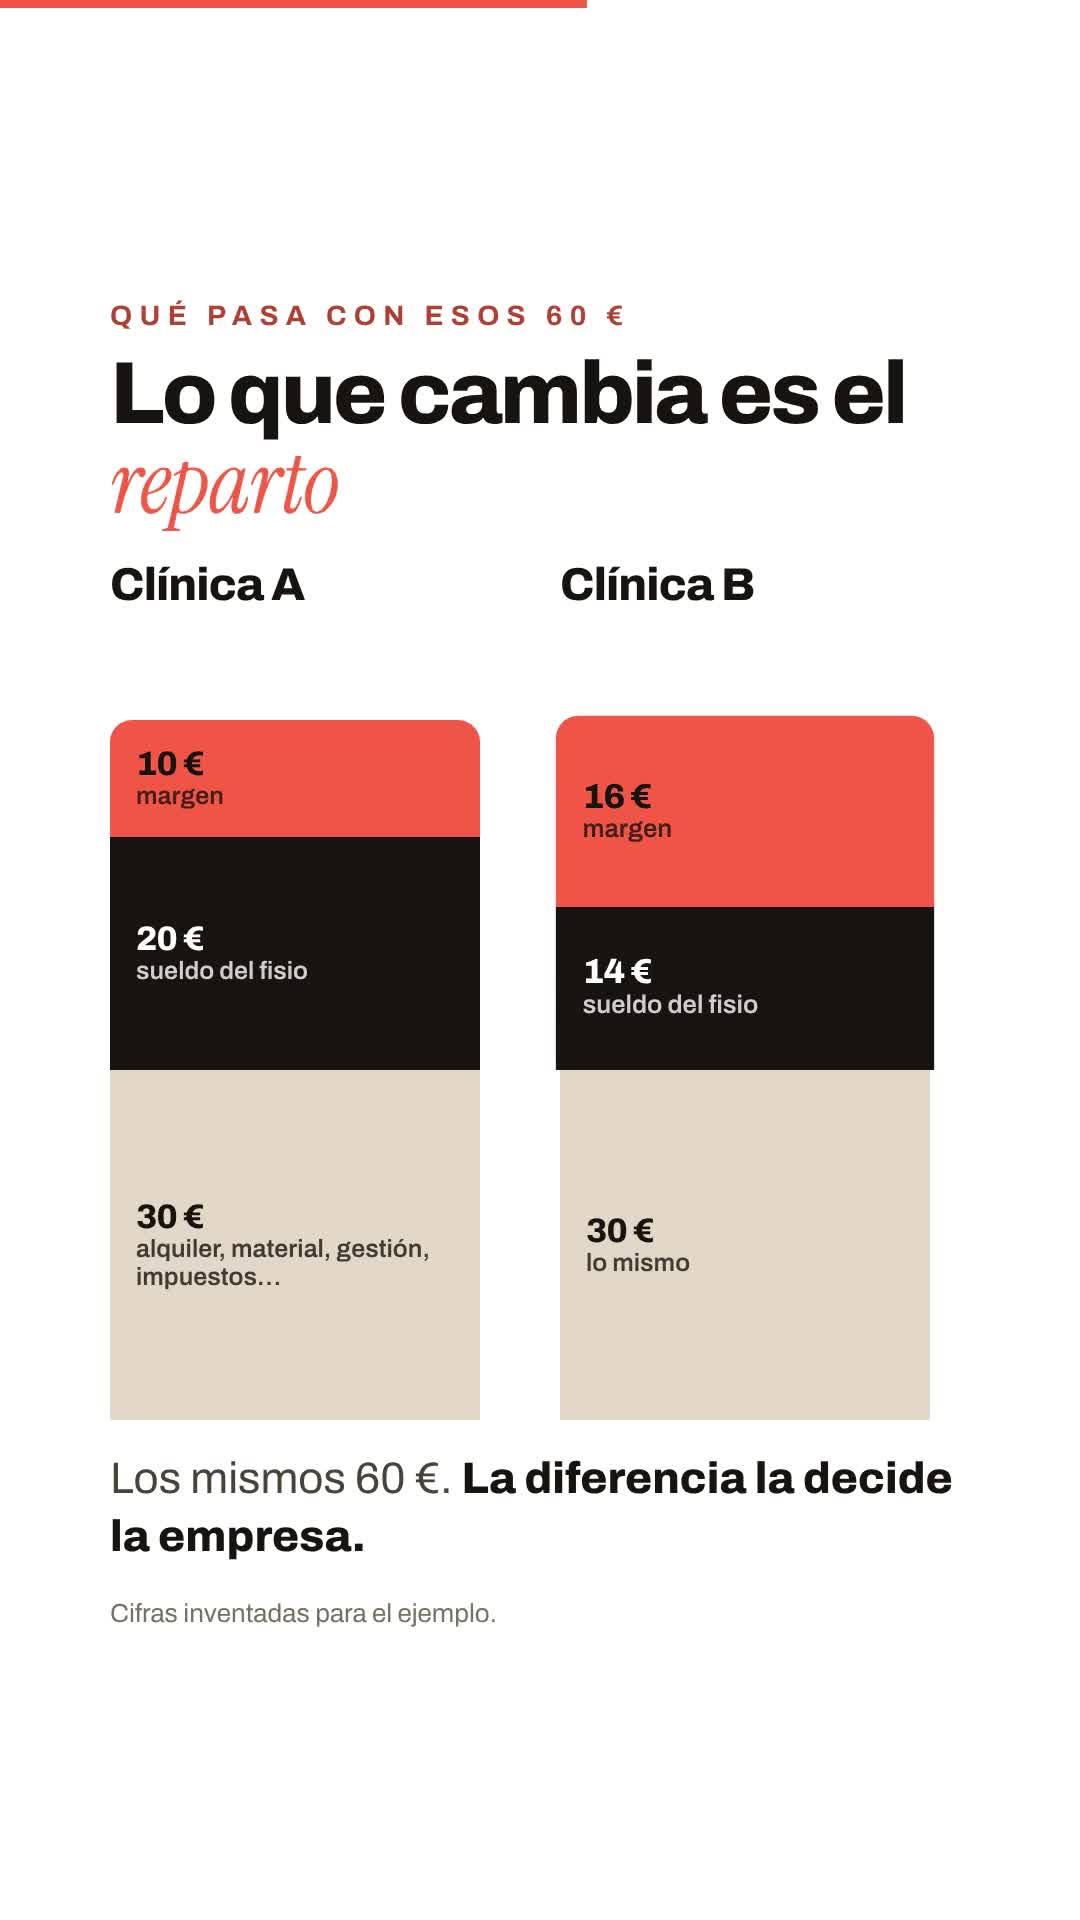 QUÉ PASA CON ESOS 60 €
Lo que cambia es el
reparto
Clínica A
10 €
margen
20 €
sueldo del fisio
30 €
alquiler, material, gestión,
impuestos...
Clínica B
16 €
margen
14 €
sueldo del fisio
30 €
lo mismo
Los mismos 60 €. La diferencia la decide
la empresa.
Cifras inventadas para el ejemplo.